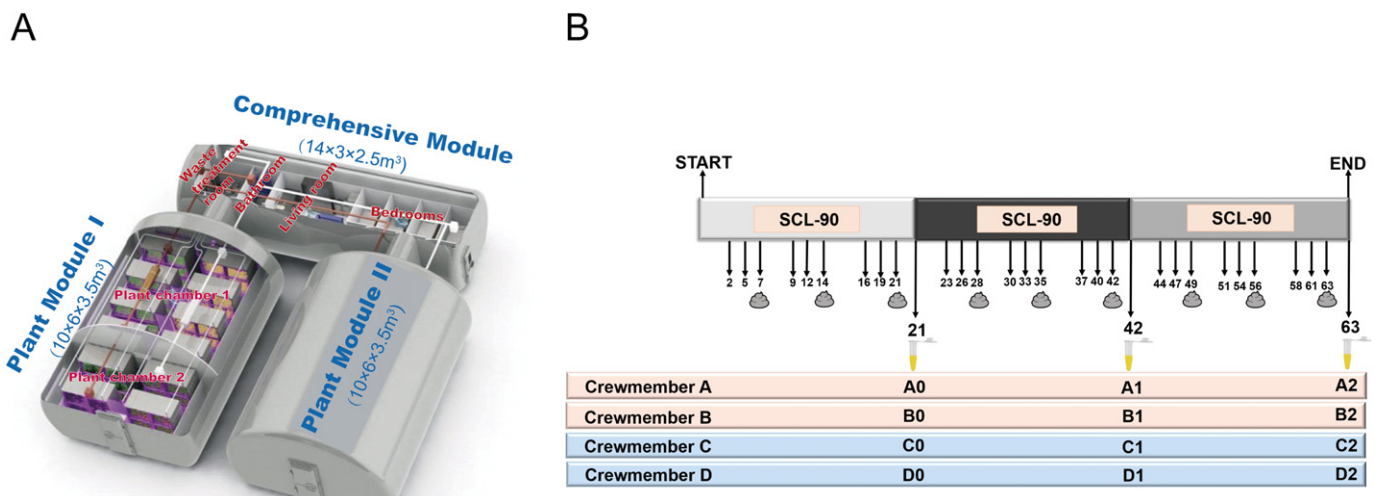 A
Comprehensive Module
(14×3×2.5m³)
Waste
treatment
room
Bathroom
Living room
Bedrooms
Plant Module I
(10×6×3.5m³)
Plant chamber 1
Plant chamber 2
Plant Module II
(10×6×3.5m³)
B
START
END
SCL-90 SCL-90 SCL-90
2 5 7 9 12 14 16 19 21 23 26 28 30 33 35 37 40 42 44 47 49 51 54 56 58 61 63
21 42 63
Crewmember A A0 A1 A2
Crewmember B B0 B1 B2
Crewmember C C0 C1 C2
Crewmember D D0 D1 D2